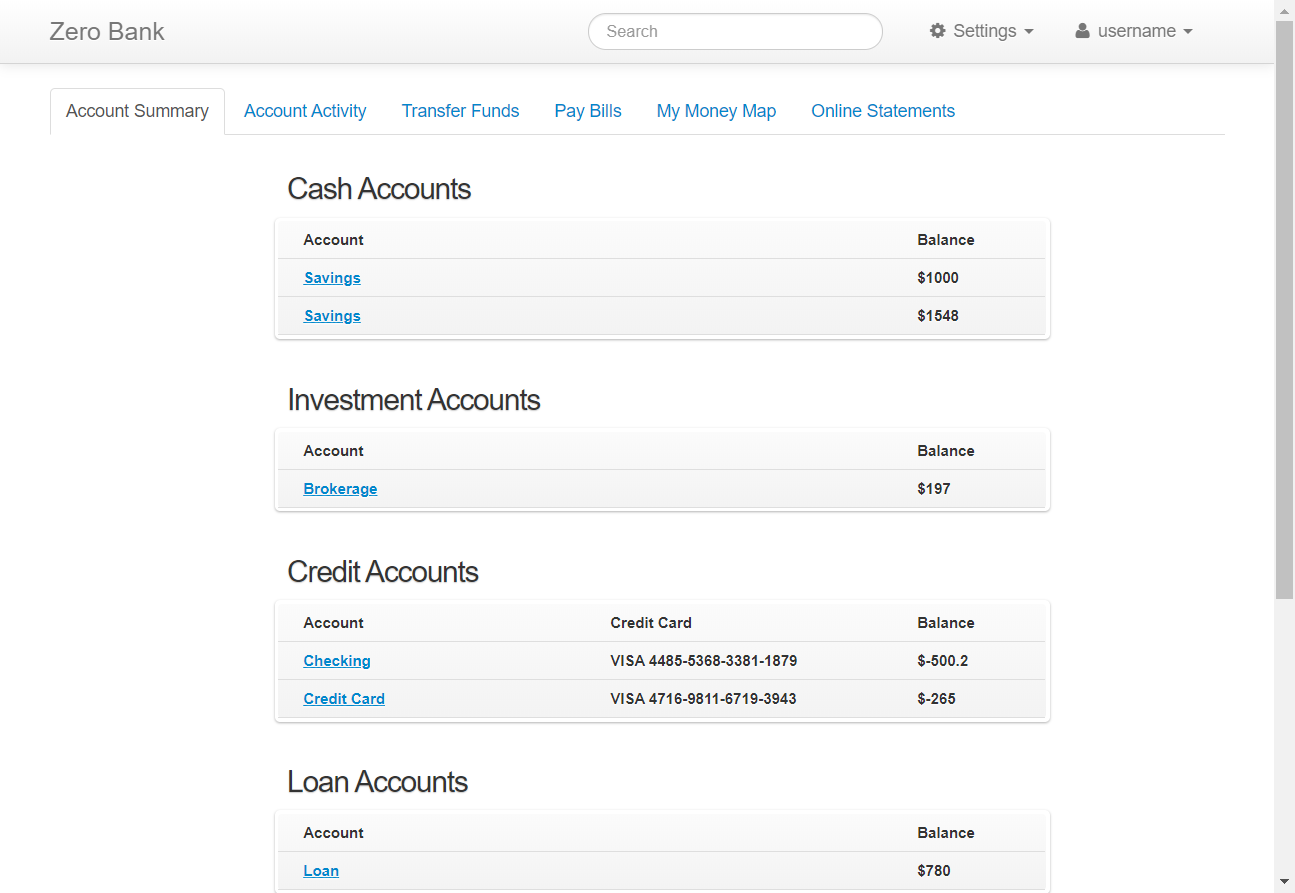 Zero Bank Search Settings username
Account Summary Account Activity Transfer Funds Pay Bills My Money Map Online Statements
Cash Accounts
Account Balance
Savings $1000
Savings $1548
Investment Accounts
Account Balance
Brokerage $197
Credit Accounts
Account Credit Card Balance
Checking VISA 4485-5368-3381-1879 $-500.2
Credit Card VISA 4716-9811-6719-3943 $-265
Loan Accounts
Account Balance
Loan $780